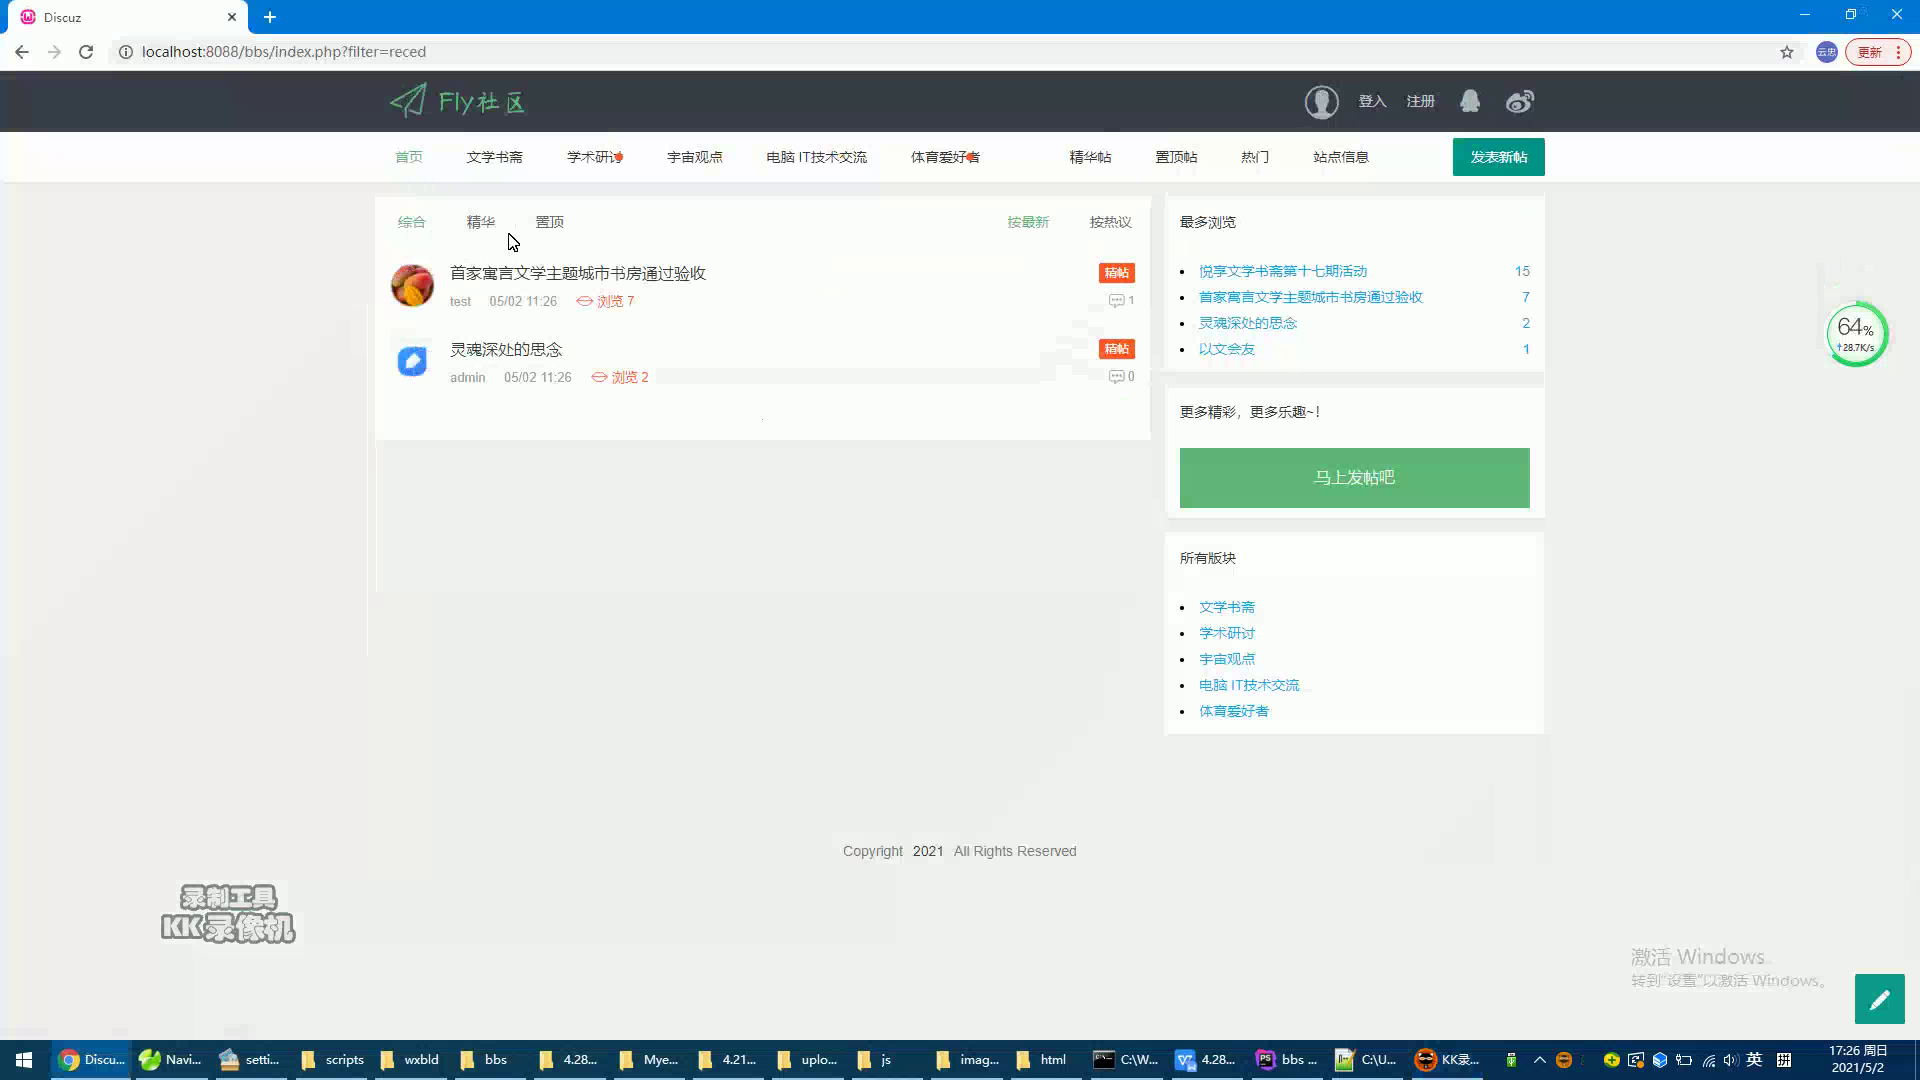 Discuz
localhost:8088/bbs/index.php?filter=reced
云忠
更新
Fly社区
登入 注册
首页 文学书斋 学术研讨 宇宙观点 电脑 IT技术交流 体育爱好者 精华帖 置顶帖 热门 站点信息 发表新帖
综合 精华 置顶 按最新 按热议
首家寓言文学主题城市书房通过验收 精帖
test 05/02 11:26 浏览 7 1
灵魂深处的思念 精帖
admin 05/02 11:26 浏览 2 0
最多浏览
悦享文学书斋第十七期活动 15
首家寓言文学主题城市书房通过验收 7
灵魂深处的思念 2
以文会友 1
更多精彩，更多乐趣~！
马上发帖吧
所有版块
文学书斋
学术研讨
宇宙观点
电脑 IT技术交流
体育爱好者
64%
↑28.7K/s
Copyright 2021 All Rights Reserved
录制工具
KK录像机
激活 Windows
转到“设置”以激活 Windows。
Discu... Navi... setti... scripts wxbld bbs 4.28... Mye... 4.21... uplo... js imag... html C:\W... 4.28... bbs ... C:\U... KK录... 英 拼
17:26 周日
2021/5/2